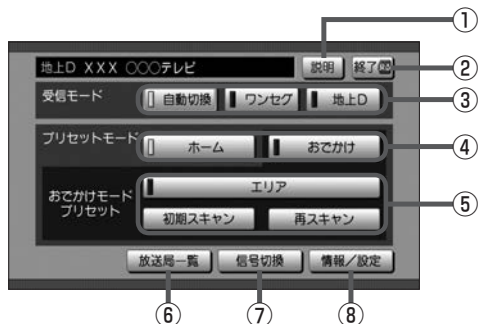 ①
地上D XXX ○○○テレビ 説明 終了 ②
受信モード 自動切換 ワンセグ 地上D ③
プリセットモード ホーム おでかけ ④
エリア ⑤
おでかけモード
プリセット
初期スキャン 再スキャン
放送局一覧 信号切換 情報/設定
⑥ ⑦ ⑧